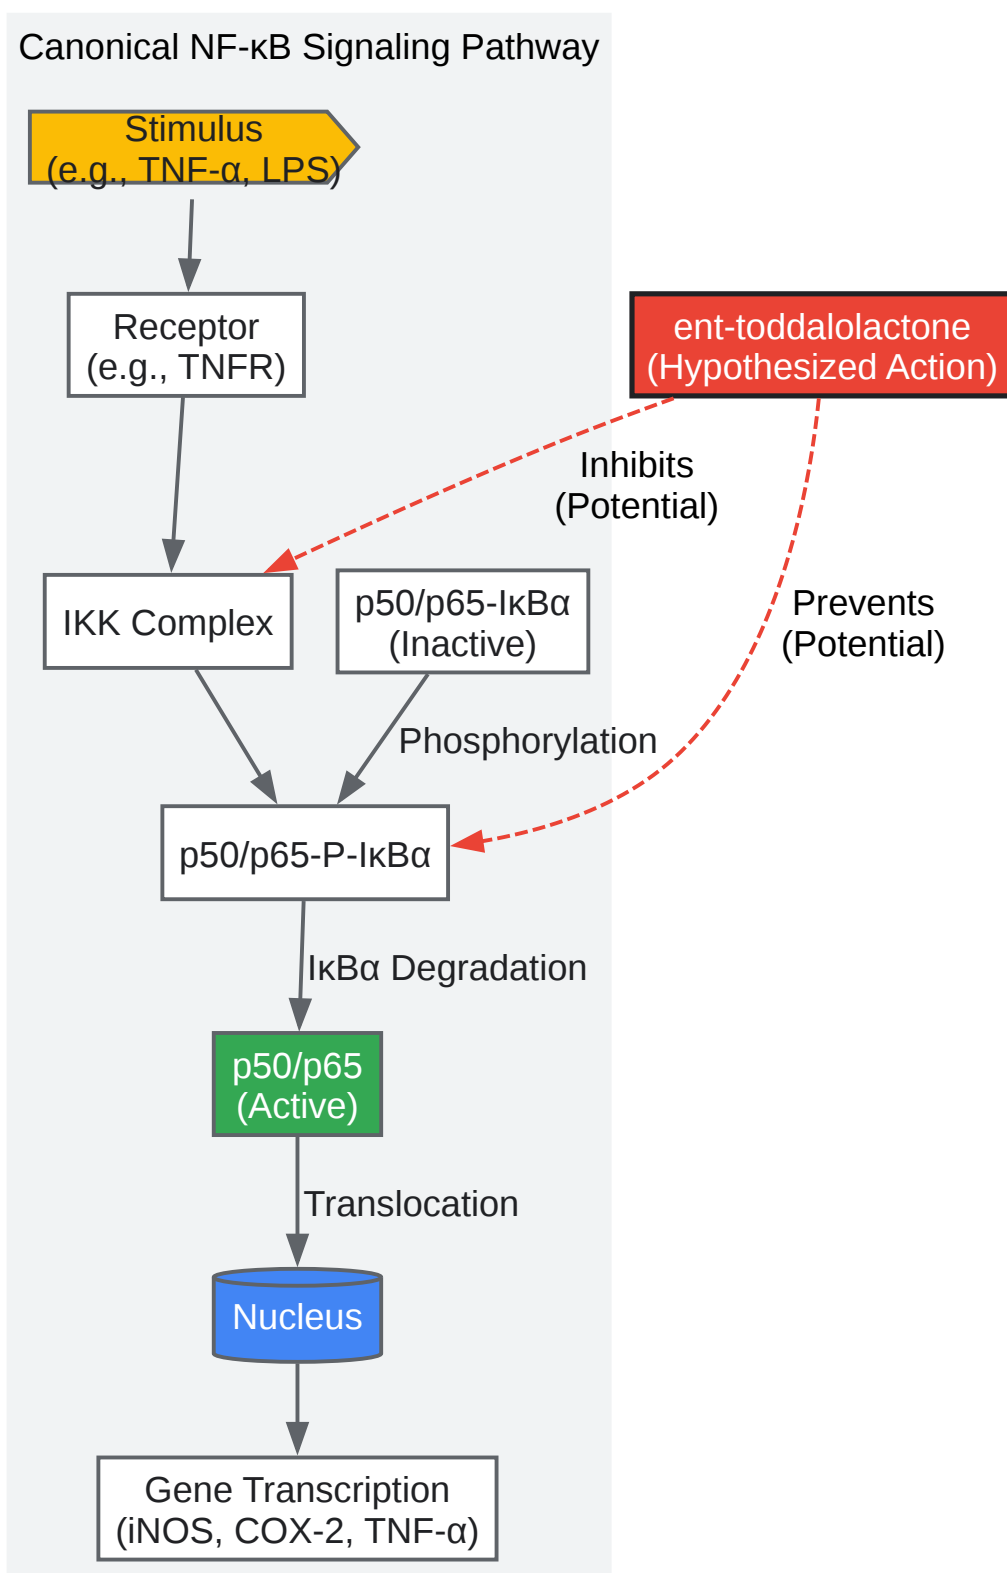 Canonical NF-κB Signaling Pathway
Stimulus
(e.g., TNF-α, LPS)
Receptor
(e.g., TNFR)
ent-toddalolactone
(Hypothesized Action)
Inhibits
(Potential)
IKK Complex
p50/p65-IκBα
(Inactive)
Prevents
(Potential)
Phosphorylation
p50/p65-P-IκBα
IκBα Degradation
p50/p65
(Active)
Translocation
Nucleus
Gene Transcription
(iNOS, COX-2, TNF-α)